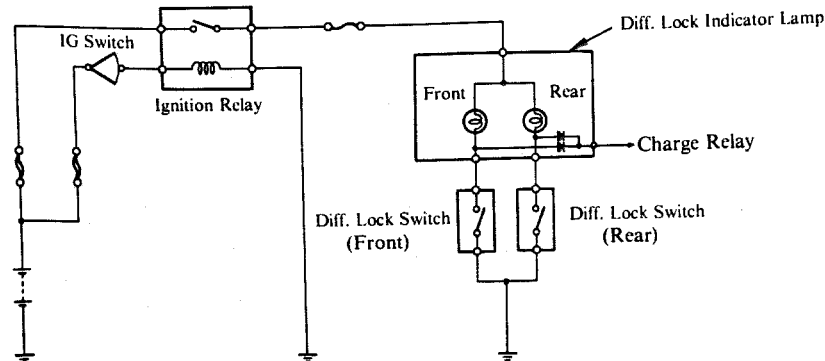 Diff. Lock Indicator Lamp
IG Switch
Ignition Relay
Front
Rear
Charge Relay
Diff. Lock Switch
(Front)
Diff. Lock Switch
(Rear)